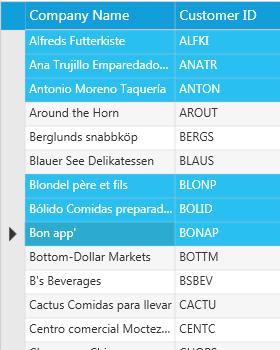 Company Name Customer ID
Alfreds Futterkiste ALFKI
Ana Trujillo Emparedado... ANATR
Antonio Moreno Taquería ANTON
Around the Horn AROUT
Berglunds snabbköp BERGS
Blauer See Delikatessen BLAUS
Blondel père et fils BLONP
Bólido Comidas preparad... BOLID
Bon app' BONAP
Bottom-Dollar Markets BOTTM
B's Beverages BSBEV
Cactus Comidas para llevar CACTU
Centro comercial Moctez... CENTC